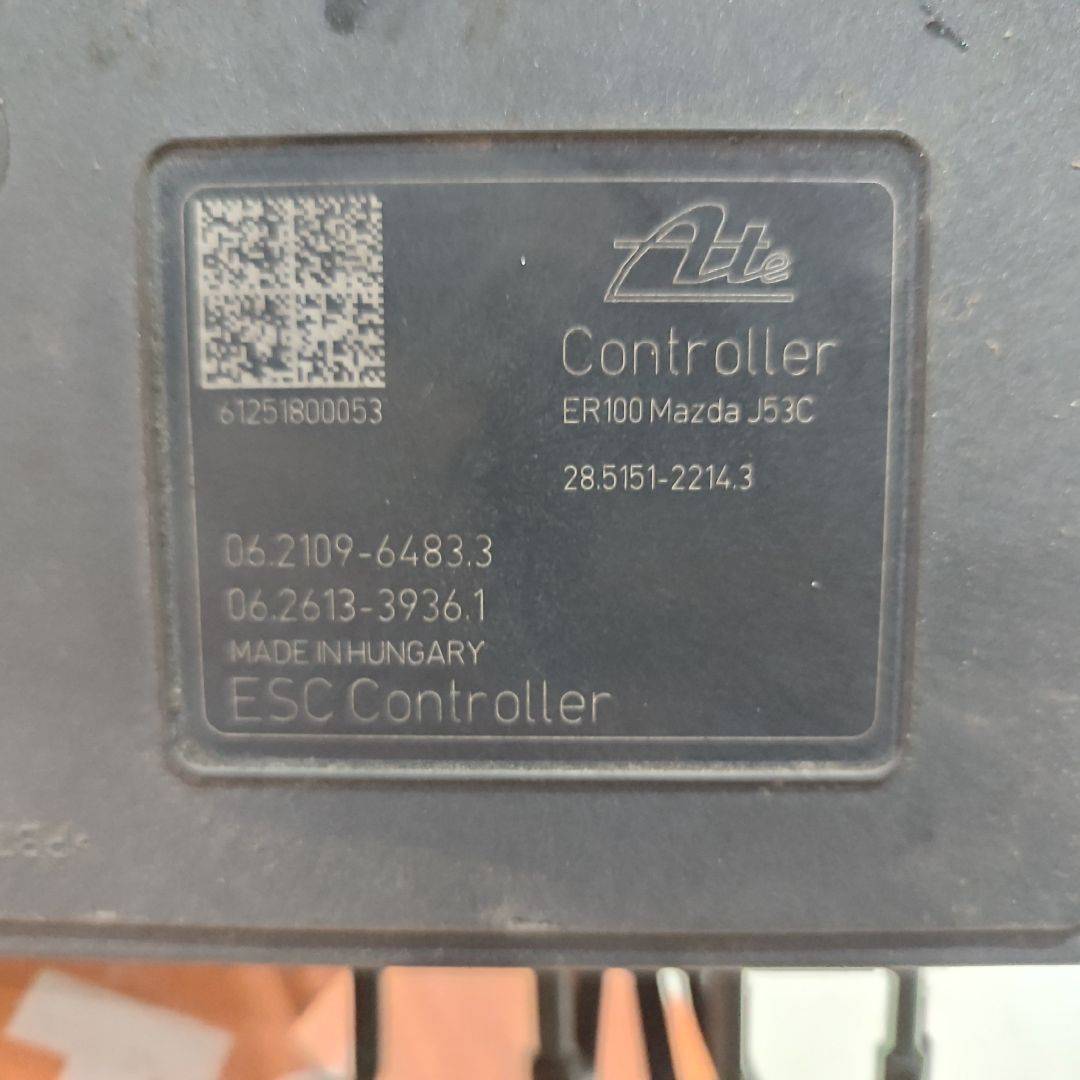 Ate
Controller
61251800053
ER100 Mazda J53C
28.5151-2214.3
06.2109-6483.3
06.2613-3936.1
MADE IN HUNGARY
ESC Controller